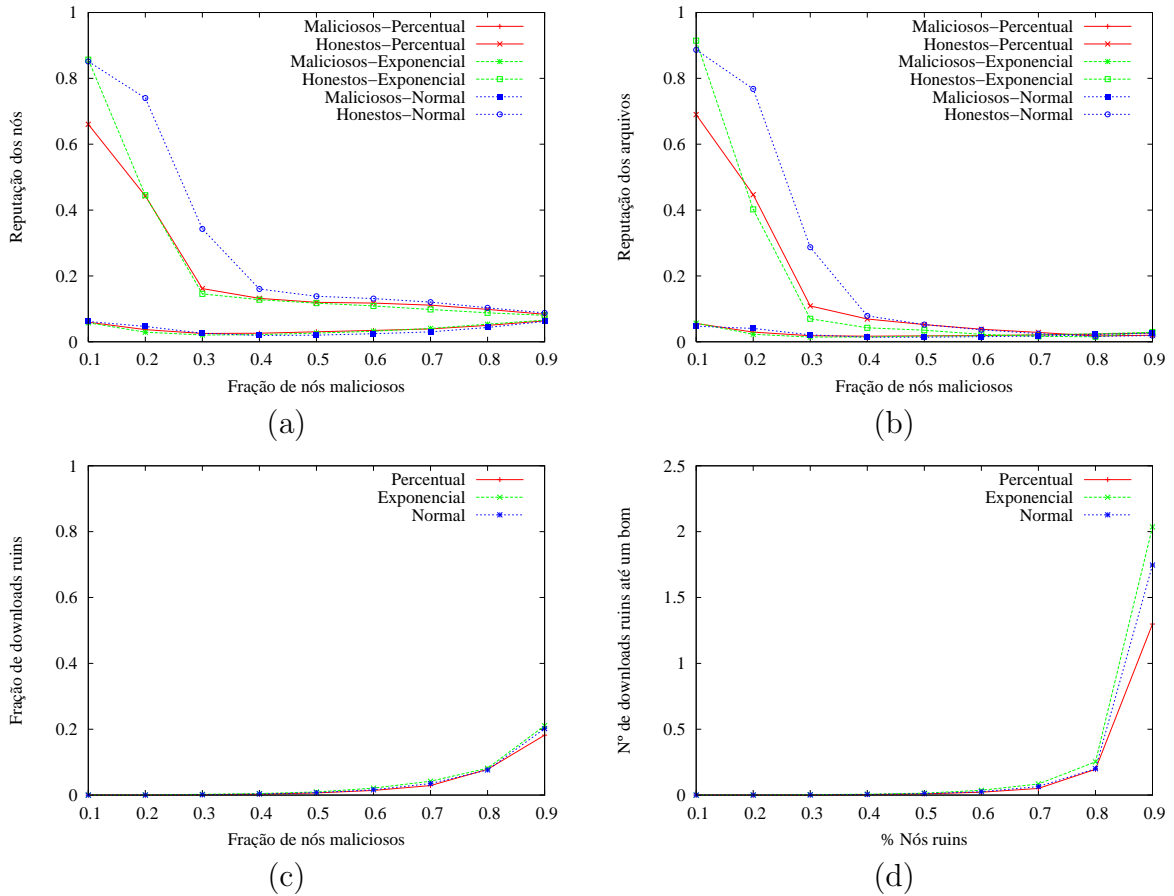 1
0.8
0.6
0.4
0.2
0
0.1 0.2 0.3 0.4 0.5 0.6 0.7 0.8 0.9
Reputação dos nós
Fração de nós maliciosos
Maliciosos−Percentual
Honestos−Percentual
Maliciosos−Exponencial
Honestos−Exponencial
Maliciosos−Normal
Honestos−Normal
(a)
1
0.8
0.6
0.4
0.2
0
0.1 0.2 0.3 0.4 0.5 0.6 0.7 0.8 0.9
Reputação dos arquivos
Fração de nós maliciosos
Maliciosos−Percentual
Honestos−Percentual
Maliciosos−Exponencial
Honestos−Exponencial
Maliciosos−Normal
Honestos−Normal
(b)
1
0.8
0.6
0.4
0.2
0
0.1 0.2 0.3 0.4 0.5 0.6 0.7 0.8 0.9
Fração de downloads ruins
Fração de nós maliciosos
Percentual
Exponencial
Normal
(c)
2.5
2
1.5
1
0.5
0
0.1 0.2 0.3 0.4 0.5 0.6 0.7 0.8 0.9
Nº de downloads ruins até um bom
% Nós ruins
Percentual
Exponencial
Normal
(d)